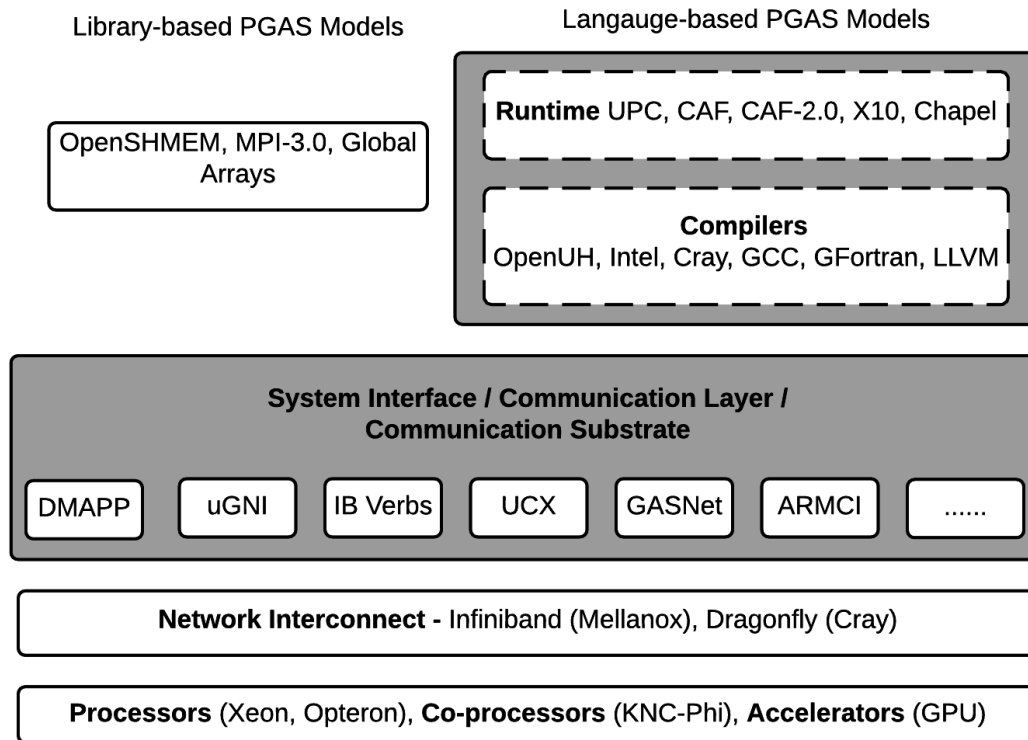 Library-based PGAS Models
Langauge-based PGAS Models
OpenSHMEM, MPI-3.0, Global
Arrays
Runtime UPC, CAF, CAF-2.0, X10, Chapel
Compilers
OpenUH, Intel, Cray, GCC, GFortran, LLVM
System Interface / Communication Layer /
Communication Substrate
DMAPP
uGNI
IB Verbs
UCX
GASNet
ARMCI
......
Network Interconnect - Infiniband (Mellanox), Dragonfly (Cray)
Processors (Xeon, Opteron), Co-processors (KNC-Phi), Accelerators (GPU)